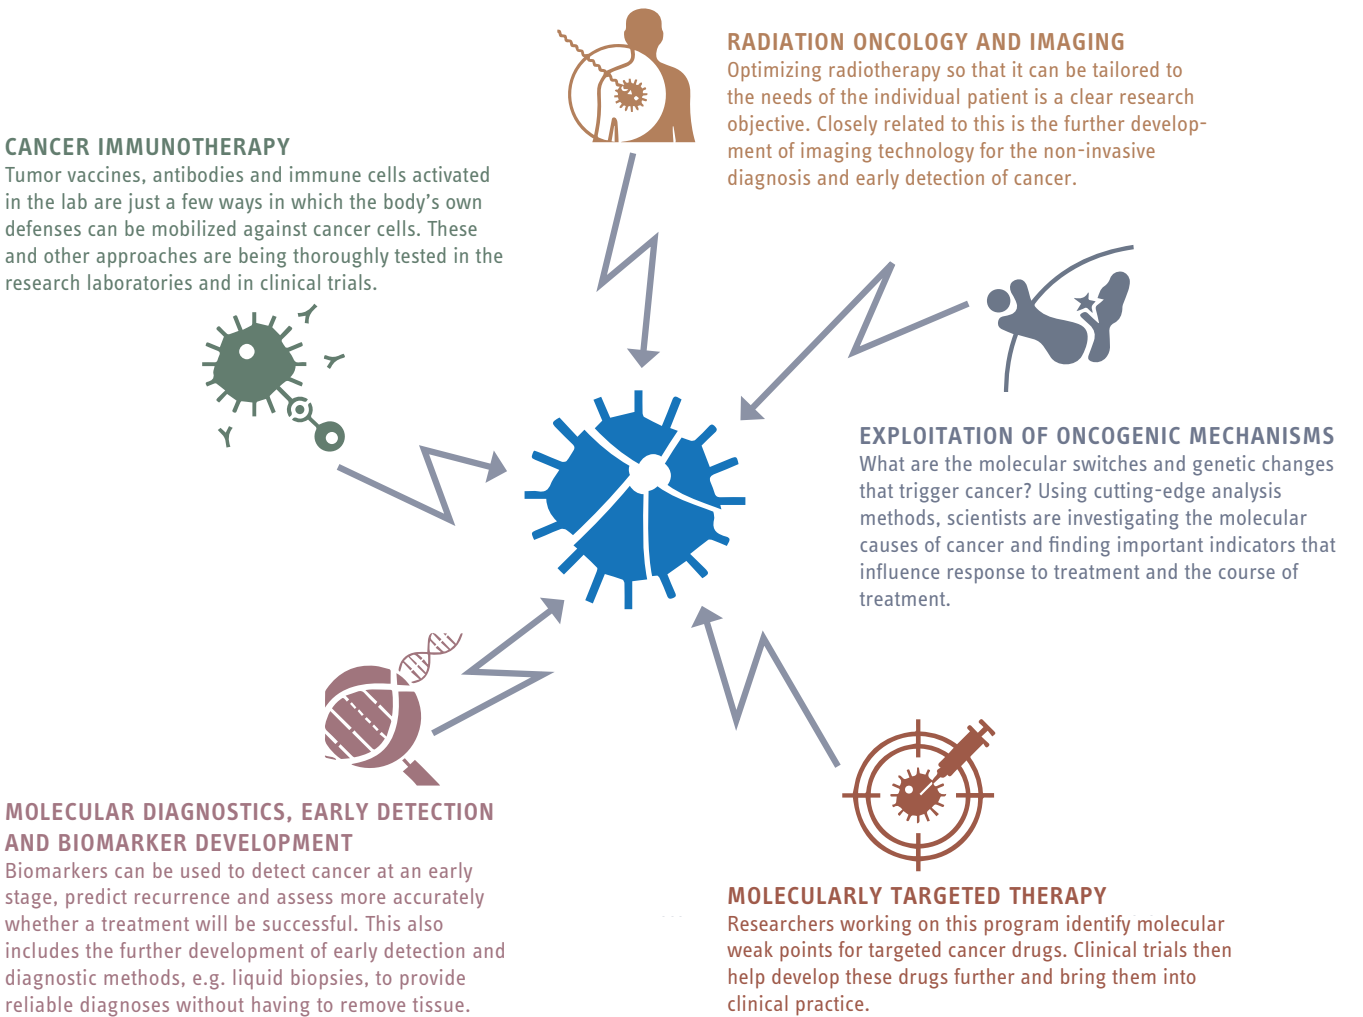 RADIATION ONCOLOGY AND IMAGING
Optimizing radiotherapy so that it can be tailored to
the needs of the individual patient is a clear research
objective. Closely related to this is the further develop-
ment of imaging technology for the non-invasive
diagnosis and early detection of cancer.
CANCER IMMUNOTHERAPY
Tumor vaccines, antibodies and immune cells activated
in the lab are just a few ways in which the body’s own
defenses can be mobilized against cancer cells. These
and other approaches are being thoroughly tested in the
research laboratories and in clinical trials.
EXPLOITATION OF ONCOGENIC MECHANISMS
What are the molecular switches and genetic changes
that trigger cancer? Using cutting-edge analysis
methods, scientists are investigating the molecular
causes of cancer and finding important indicators that
influence response to treatment and the course of
treatment.
MOLECULAR DIAGNOSTICS, EARLY DETECTION
AND BIOMARKER DEVELOPMENT
Biomarkers can be used to detect cancer at an early
stage, predict recurrence and assess more accurately
whether a treatment will be successful. This also
includes the further development of early detection and
diagnostic methods, e.g. liquid biopsies, to provide
reliable diagnoses without having to remove tissue.
MOLECULARLY TARGETED THERAPY
Researchers working on this program identify molecular
weak points for targeted cancer drugs. Clinical trials then
help develop these drugs further and bring them into
clinical practice.